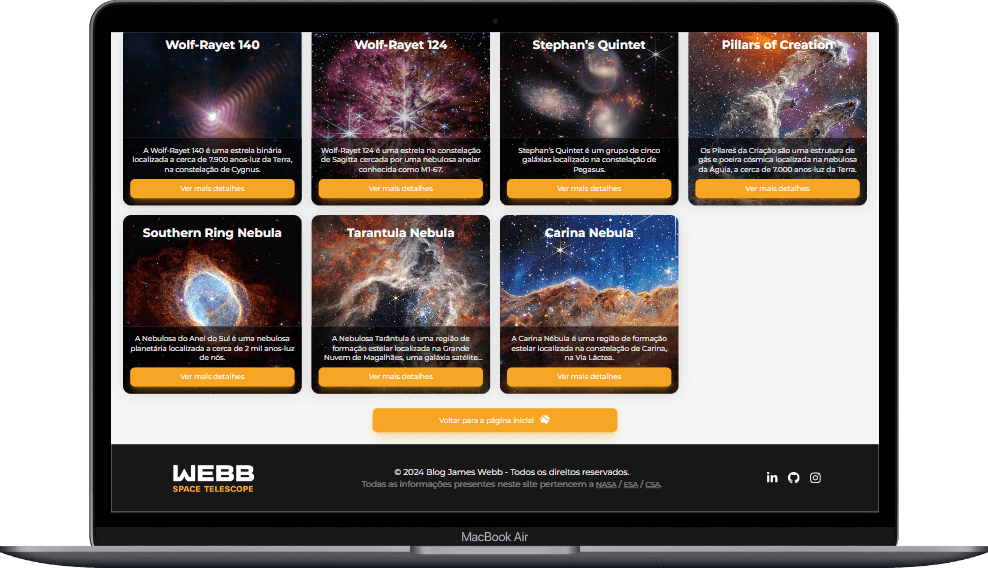 Wolf-Rayet 140
Wolf-Rayet 124
Stephan's Quintet
Pillars of Creation
A Wolf-Rayet 140 é uma estrela binária
localizada a cerca de 7.900 anos-luz da Terra,
na constelação de Cygnus.
Wolf-Rayet 124 é uma estrela na constelação
de Sagitta cercada por uma nebulosa anelar
conhecida como M1-67.
Stephan's Quintet é um grupo de cinco
galáxias localizado na constelação de
Pegasus.
Os Pilares da Criação são uma estrutura de
gás e poeira cósmica localizada na nebulosa
da Águia, a cerca de 7.000 anos-luz da Terra.
Ver mais detalhes
Ver mais detalhes
Ver mais detalhes
Ver mais detalhes
Southern Ring Nebula
Tarantula Nebula
Carina Nebula
A Nebulosa do Anel do Sul é uma nebulosa
planetária localizada a cerca de 2 mil anos-luz
de nós.
A Nebulosa Tarântula é uma região de
formação estelar localizada na Grande
Nuvem de Magalhães, uma galáxia satélite...
A Carina Nébula é uma região de formação
estelar localizada na constelação de Carina,
na Via Láctea.
Ver mais detalhes
Ver mais detalhes
Ver mais detalhes
Voltar para a página inicial
WEBB
SPACE TELESCOPE
© 2024 Blog James Webb - Todos os direitos reservados.
Todas as informações presentes neste site pertencem a NASA / ESA / CSA.
MacBook Air